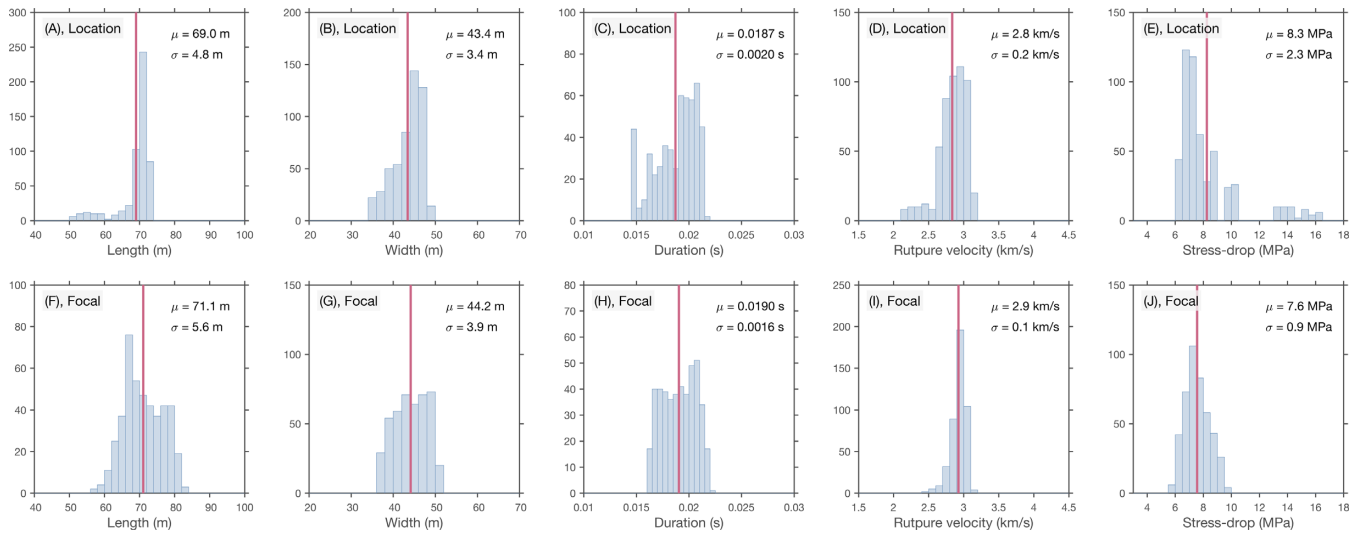 (A), Location
μ = 69.0 m
σ = 4.8 m
300
250
200
150
100
50
0
40 50 60 70 80 90 100
Length (m)
(B), Location
μ = 43.4 m
σ = 3.4 m
200
150
100
50
0
20 30 40 50 60 70
Width (m)
(C), Location
μ = 0.0187 s
σ = 0.0020 s
100
80
60
40
20
0
0.01 0.015 0.02 0.025 0.03
Duration (s)
(D), Location
μ = 2.8 km/s
σ = 0.2 km/s
150
100
50
0
1.5 2 2.5 3 3.5 4 4.5
Rutpure velocity (km/s)
(E), Location
μ = 8.3 MPa
σ = 2.3 MPa
150
100
50
0
4 6 8 10 12 14 16 18
Stress-drop (MPa)
(F), Focal
μ = 71.1 m
σ = 5.6 m
100
80
60
40
20
0
40 50 60 70 80 90 100
Length (m)
(G), Focal
μ = 44.2 m
σ = 3.9 m
150
100
50
0
20 30 40 50 60 70
Width (m)
(H), Focal
μ = 0.0190 s
σ = 0.0016 s
80
70
60
50
40
30
20
10
0
0.01 0.015 0.02 0.025 0.03
Duration (s)
(I), Focal
μ = 2.9 km/s
σ = 0.1 km/s
250
200
150
100
50
0
1.5 2 2.5 3 3.5 4 4.5
Rutpure velocity (km/s)
(J), Focal
μ = 7.6 MPa
σ = 0.9 MPa
150
100
50
0
4 6 8 10 12 14 16 18
Stress-drop (MPa)